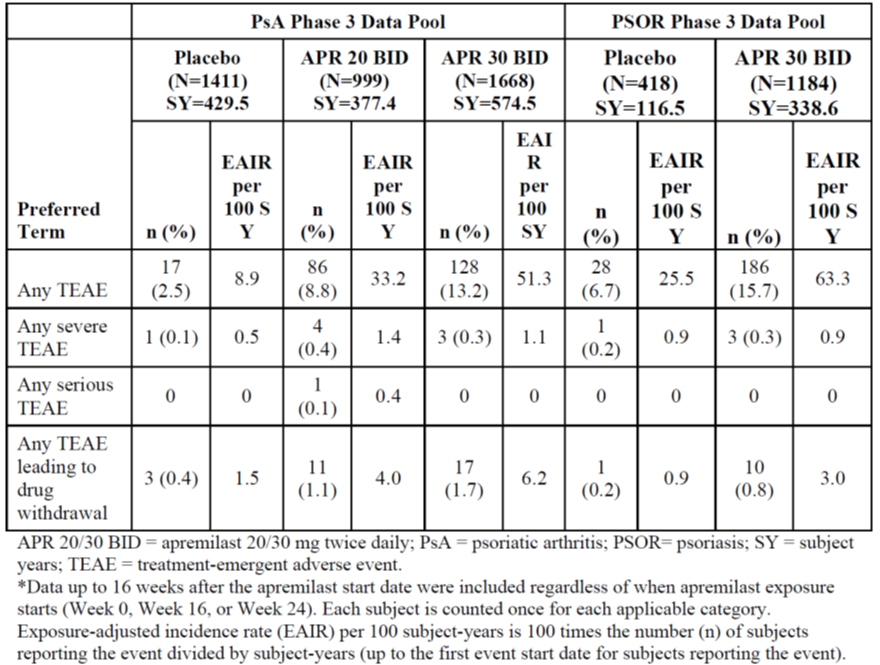 PsA Phase 3 Data Pool
PSOR Phase 3 Data Pool
Placebo
(N=1411)
SY=429.5
APR 20 BID
(N=999)
SY=377.4
APR 30 BID
(N=1668)
SY=574.5
Placebo
(N=418)
SY=116.5
APR 30 BID
(N=1184)
SY=338.6
Preferred
Term
n (%)
EAIR
per
100 S
Y
n
(%)
EAIR
per
100 S
Y
n (%)
EAI
R
per
100
SY
n
(%)
EAIR
per
100 S
Y
n (%)
EAIR
per
100 S
Y
Any TEAE
17
(2.5)
8.9
86
(8.8)
33.2
128
(13.2)
51.3
28
(6.7)
25.5
186
(15.7)
63.3
Any severe
TEAE
1 (0.1)
0.5
4
(0.4)
1.4
3 (0.3)
1.1
1
(0.2)
0.9
3 (0.3)
0.9
Any serious
TEAE
0
0
1
(0.1)
0.4
0
0
0
0
0
0
Any TEAE
leading to
drug
withdrawal
3 (0.4)
1.5
11
(1.1)
4.0
17
(1.7)
6.2
1
(0.2)
0.9
10
(0.8)
3.0
APR 20/30 BID = apremilast 20/30 mg twice daily; PsA = psoriatic arthritis; PSOR= psoriasis; SY = subject
years; TEAE = treatment-emergent adverse event.
*Data up to 16 weeks after the apremilast start date were included regardless of when apremilast exposure
starts (Week 0, Week 16, or Week 24). Each subject is counted once for each applicable category.
Exposure-adjusted incidence rate (EAIR) per 100 subject-years is 100 times the number (n) of subjects
reporting the event divided by subject-years (up to the first event start date for subjects reporting the event).